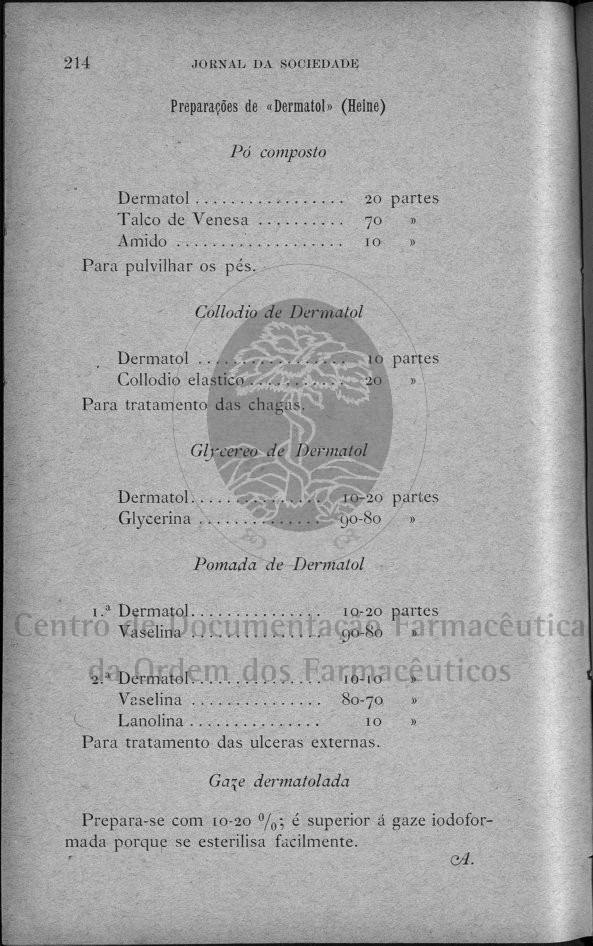 214 JORNAL DA SOCIEDADE
Preparações de «Dermatol» (Heine)
Pó composto
Dermatol ................. 20 partes
Talco de Venesa .......... 70 »
Amido ................... 10 »
Para pulvilhar os pés.
Collodio de Dermatol
Dermatol ................. 10 partes
Collodio elastico........... 20 »
Para tratamento das chagas.
Glycereo de Dermatol
Dermatol............... 10-20 partes
Glycerina .............. 90-80 »
Pomada de Dermatol
1.ª Dermatol............... 10-20 partes
Vaselina ............... 90-80 »
Centro de Documentação Farmacêutica
da Ordem dos Farmacêuticos
2.ª Dermatol............... 10-10 »
Vaselina ............... 80-70 »
Lanolina ............... 10 »
Para tratamento das ulceras externas.
Gaze dermatolada
Prepara-se com 10-20 %; é superior á gaze iodofor-
mada porque se esterilisa facilmente.
A.